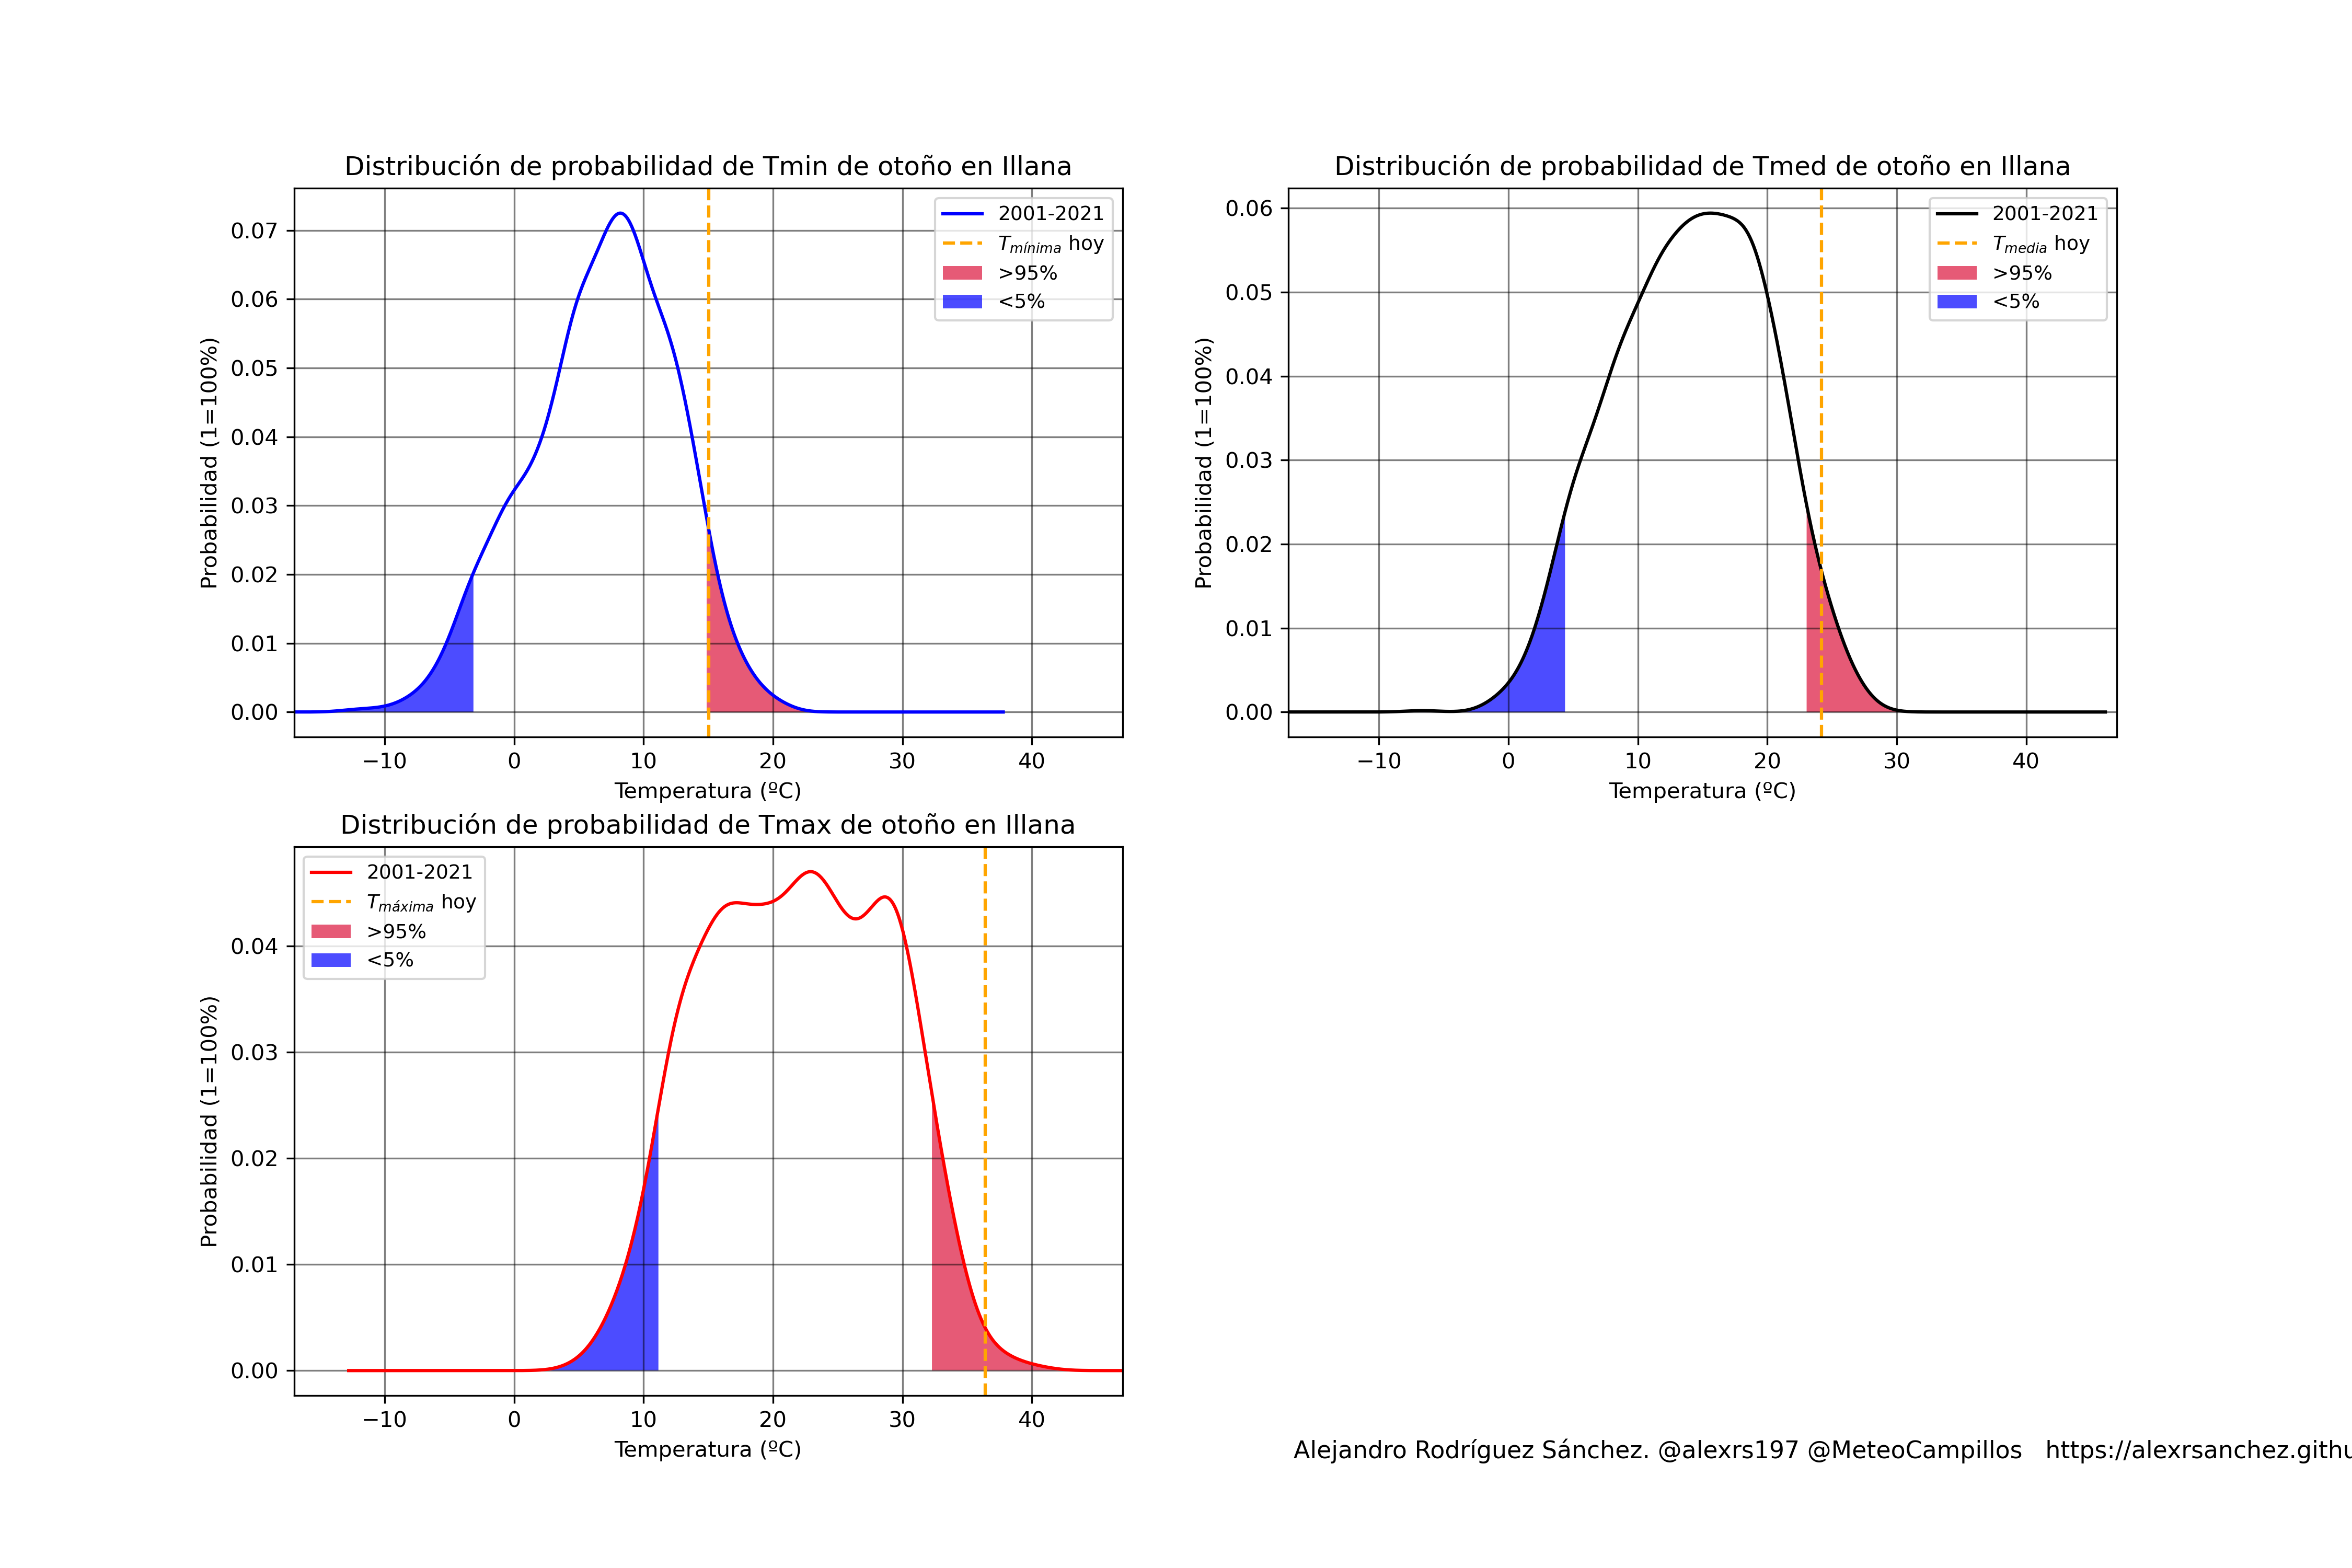 Distribución de probabilidad de Tmin de otoño en Illana
Probabilidad (1=100%)
0.07
0.06
0.05
0.04
0.03
0.02
0.01
0.00
2001-2021
Tmínima hoy
>95%
<5%
−10 0 10 20 30 40
Temperatura (ºC)
Distribución de probabilidad de Tmed de otoño en Illana
Probabilidad (1=100%)
0.06
0.05
0.04
0.03
0.02
0.01
0.00
2001-2021
Tmedia hoy
>95%
<5%
−10 0 10 20 30 40
Temperatura (ºC)
Distribución de probabilidad de Tmax de otoño en Illana
Probabilidad (1=100%)
2001-2021
Tmáxima hoy
>95%
<5%
0.04
0.03
0.02
0.01
0.00
−10 0 10 20 30 40
Temperatura (ºC)
Alejandro Rodríguez Sánchez. @alexrs197 @MeteoCampillos https://alexrsanchez.githu